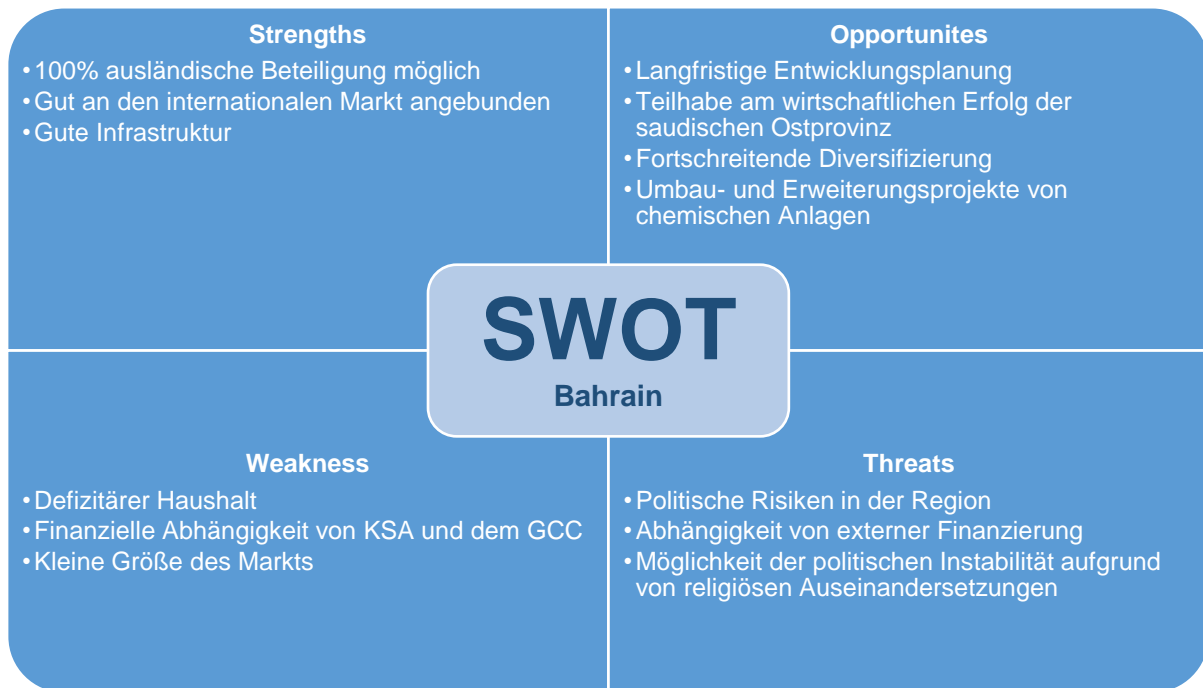 Strengths
•100% ausländische Beteiligung möglich
•Gut an den internationalen Markt angebunden
•Gute Infrastruktur
Opportunites
•Langfristige Entwicklungsplanung
•Teilhabe am wirtschaftlichen Erfolg der
saudischen Ostprovinz
•Fortschreitende Diversifizierung
•Umbau- und Erweiterungsprojekte von
chemischen Anlagen
SWOT
Bahrain
Weakness
•Defizitärer Haushalt
•Finanzielle Abhängigkeit von KSA und dem GCC
•Kleine Größe des Markts
Threats
•Politische Risiken in der Region
•Abhängigkeit von externer Finanzierung
•Möglichkeit der politischen Instabilität aufgrund
von religiösen Auseinandersetzungen